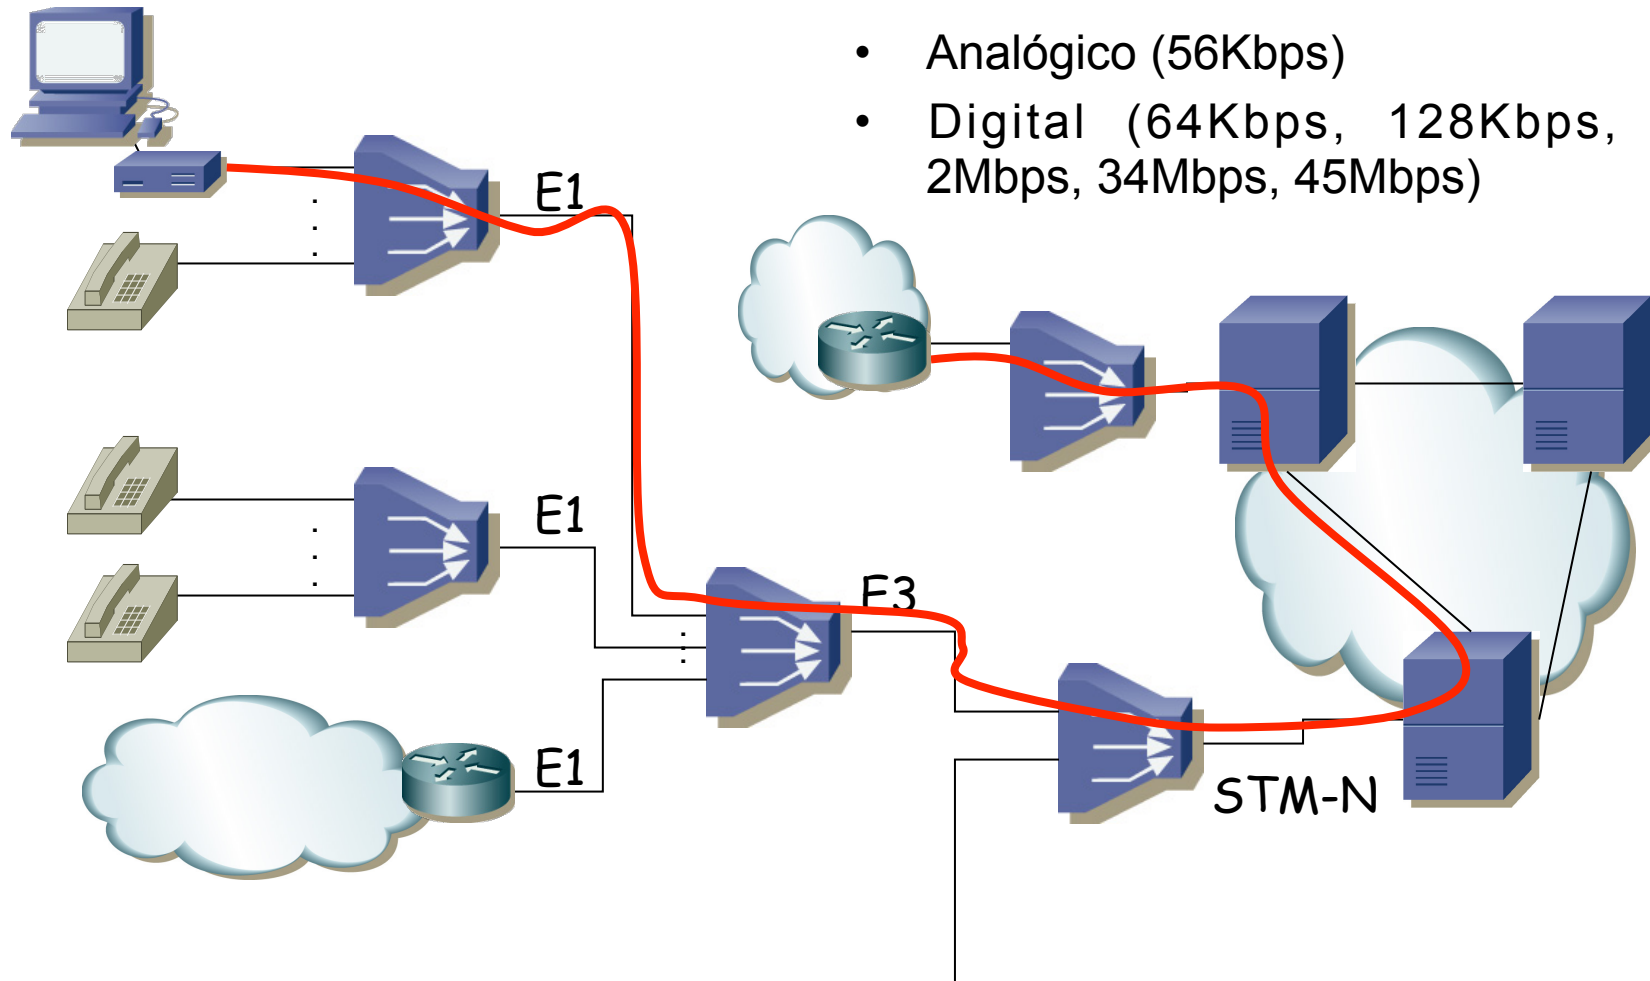 • Analógico (56Kbps)
• Digital (64Kbps, 128Kbps,
2Mbps, 34Mbps, 45Mbps)
E1
E1
E3
E1
STM-N